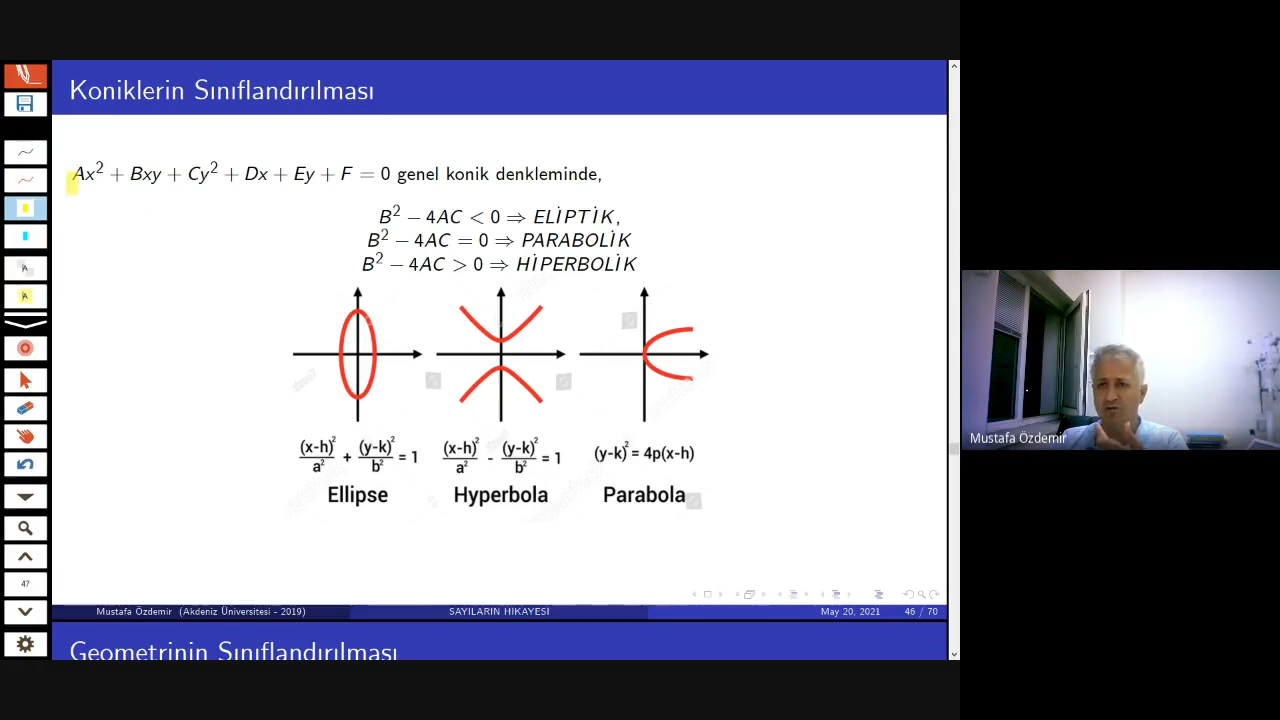 Koniklerin Sınıflandırılması
Ax² + Bxy + Cy² + Dx + Ey + F = 0 genel konik denkleminde,
B² − 4AC < 0 ⇒ ELİPTİK,
B² − 4AC = 0 ⇒ PARABOLİK
B² − 4AC > 0 ⇒ HİPERBOLİK
(x-h)²/a² + (y-k)²/b² = 1
(x-h)²/a² - (y-k)²/b² = 1
(y-k)² = 4p(x-h)
Ellipse
Hyperbola
Parabola
A
A
47
Mustafa Özdemir (Akdeniz Üniversitesi - 2019)
SAYILARIN HIKAYESI
May 20, 2021
46 / 70
Geometrinin Sınıflandırılması
Mustafa Özdemir